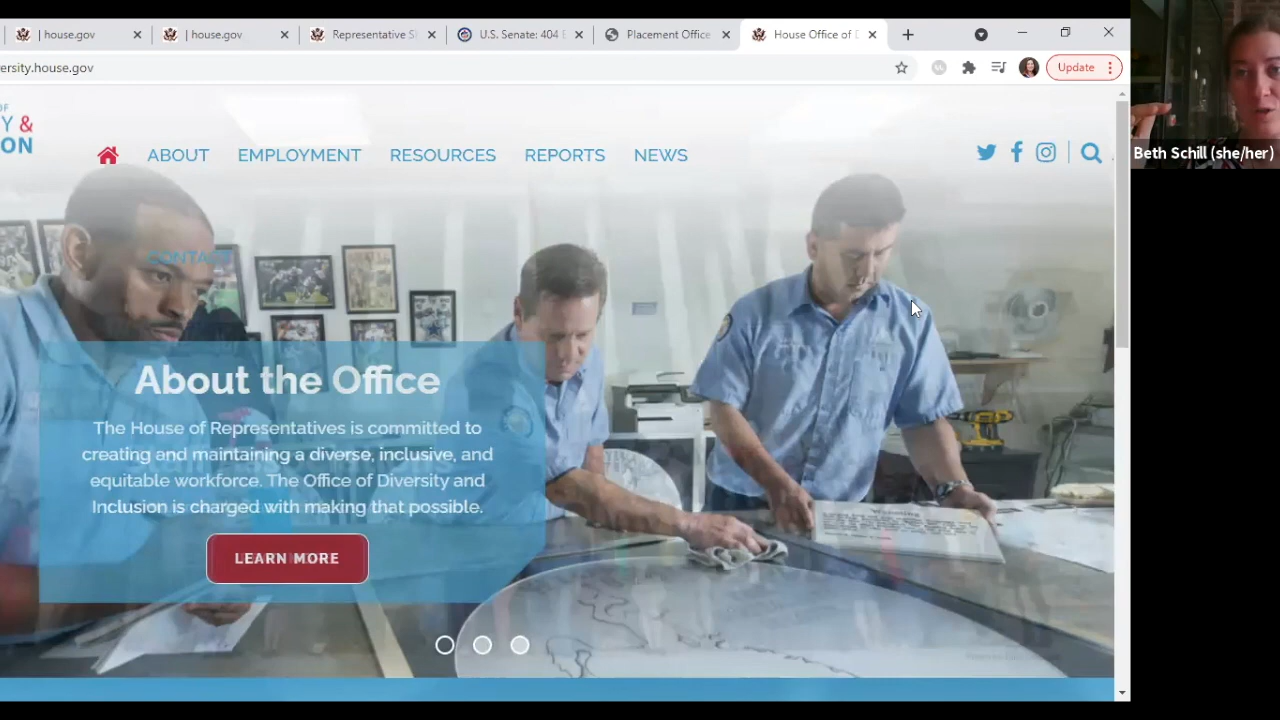 | house.gov
| house.gov
Representative S
U.S. Senate: 404 E
Placement Office
House Office of D
ersity.house.gov
Update
OF
Y &
ON
ABOUT
EMPLOYMENT
RESOURCES
REPORTS
NEWS
CONTACT
Beth Schill (she/her)
About the Office
The House of Representatives is committed to
creating and maintaining a diverse, inclusive, and
equitable workforce. The Office of Diversity and
Inclusion is charged with making that possible.
LEARN MORE